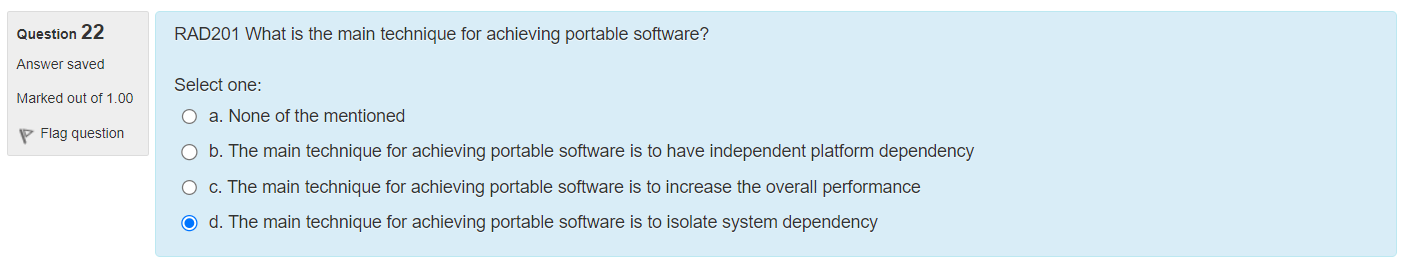 Question 22
Answer saved
Marked out of 1.00
Flag question
RAD201 What is the main technique for achieving portable software?
Select one:
a. None of the mentioned
b. The main technique for achieving portable software is to have independent platform dependency
c. The main technique for achieving portable software is to increase the overall performance
d. The main technique for achieving portable software is to isolate system dependency